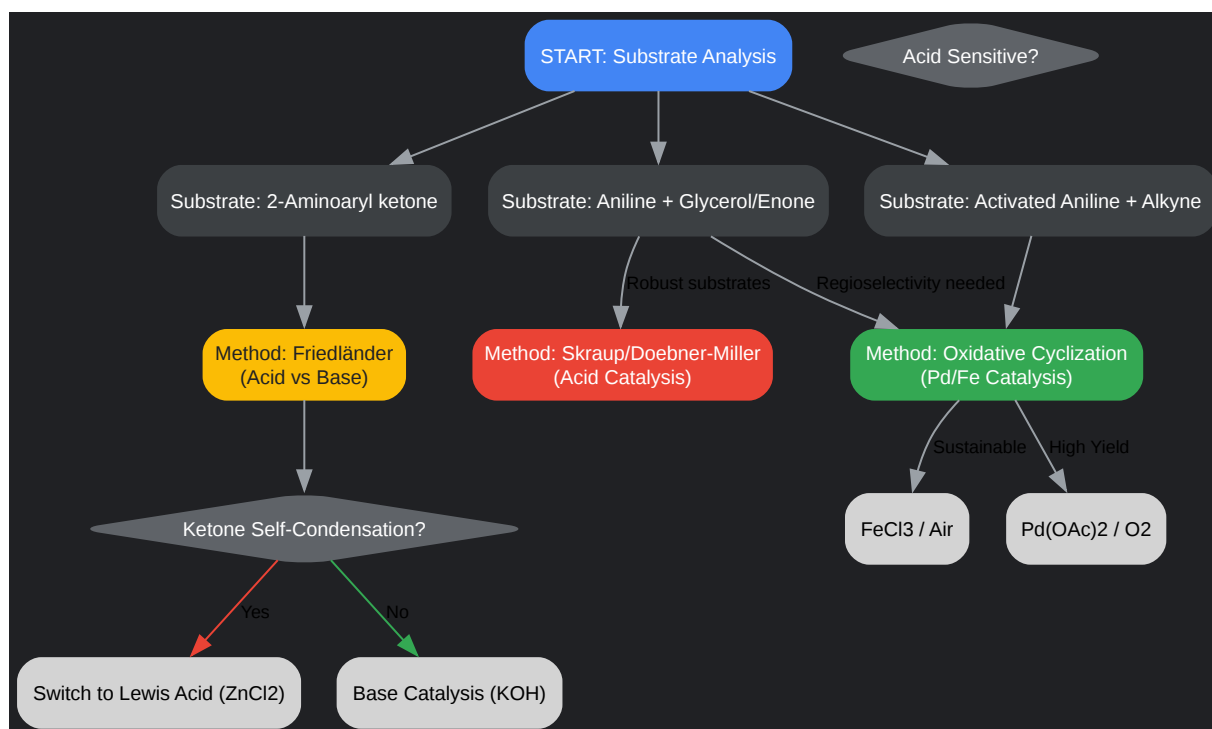 START: Substrate Analysis
Acid Sensitive?
Substrate: 2-Aminoaryl ketone
Substrate: Aniline + Glycerol/Enone
Substrate: Activated Aniline + Alkyne
Robust substrates
Regioselectivity needed
Method: Friedländer
(Acid vs Base)
Method: Skraup/Doebner-Miller
(Acid Catalysis)
Method: Oxidative Cyclization
(Pd/Fe Catalysis)
Sustainable
High Yield
Ketone Self-Condensation?
FeCl3 / Air
Pd(OAc)2 / O2
Yes
No
Switch to Lewis Acid (ZnCl2)
Base Catalysis (KOH)